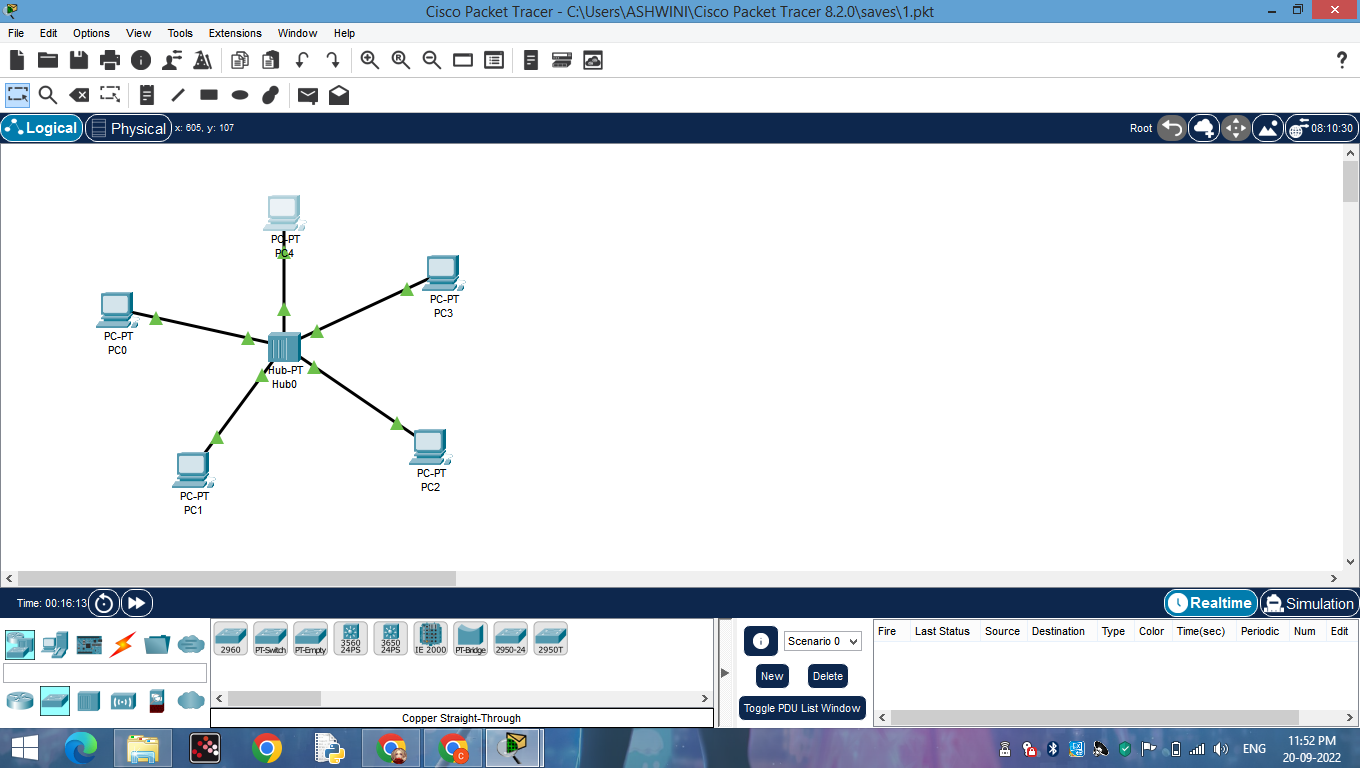 Cisco Packet Tracer - C:\Users\ASHWINI\Cisco Packet Tracer 8.2.0\saves\1.pkt
File Edit Options View Tools Extensions Window Help
Logical Physical x: 605, y: 107 Root 08:10:30
PC-PT
PC4
PC-PT
PC3
PC-PT
PC0
Hub-PT
Hub0
PC-PT
PC2
PC-PT
PC1
Time: 00:16:13 Realtime Simulation
2960 PT-Switch PT-Empty 3560 24PS 3650 24PS IE 2000 PT-Bridge 2950-24 2950T
Copper Straight-Through
Scenario 0
New Delete
Toggle PDU List Window
Fire Last Status Source Destination Type Color Time(sec) Periodic Num Edit
ENG
11:52 PM
20-09-2022